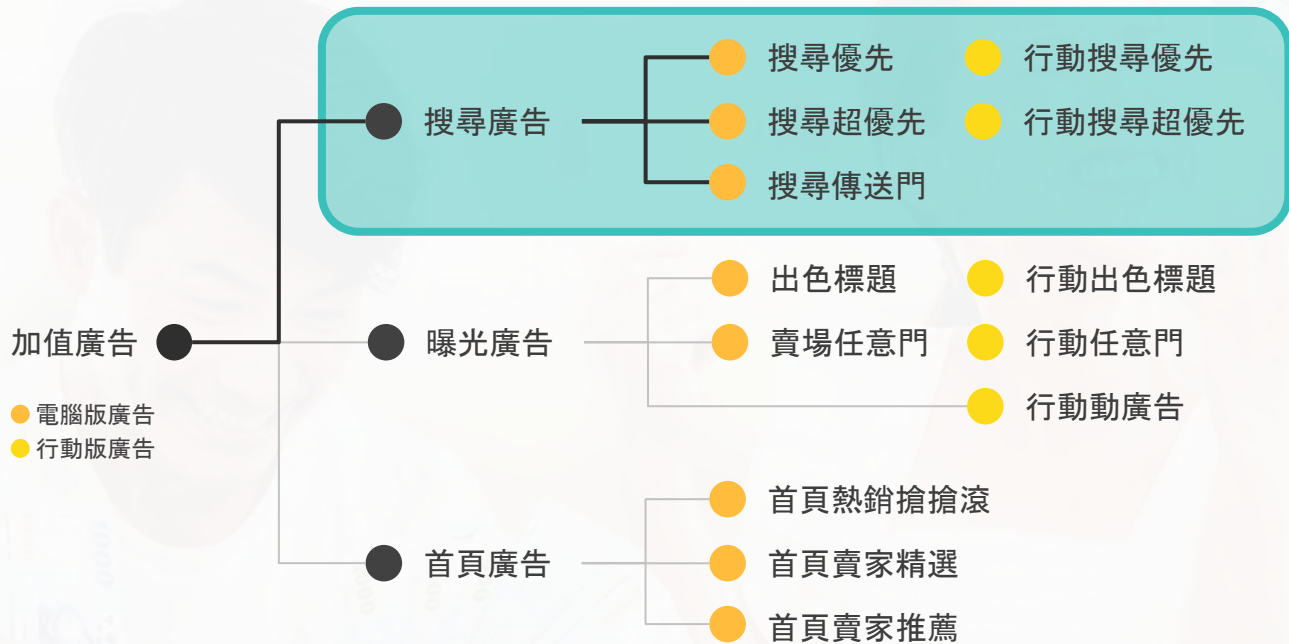 搜尋優先 行動搜尋優先
搜尋廣告 搜尋超優先 行動搜尋超優先
搜尋傳送門
出色標題 行動出色標題
加值廣告 曝光廣告 賣場任意門 行動任意門
行動動廣告
電腦版廣告
行動版廣告
首頁熱銷搶搶滾
首頁廣告 首頁賣家精選
首頁賣家推薦